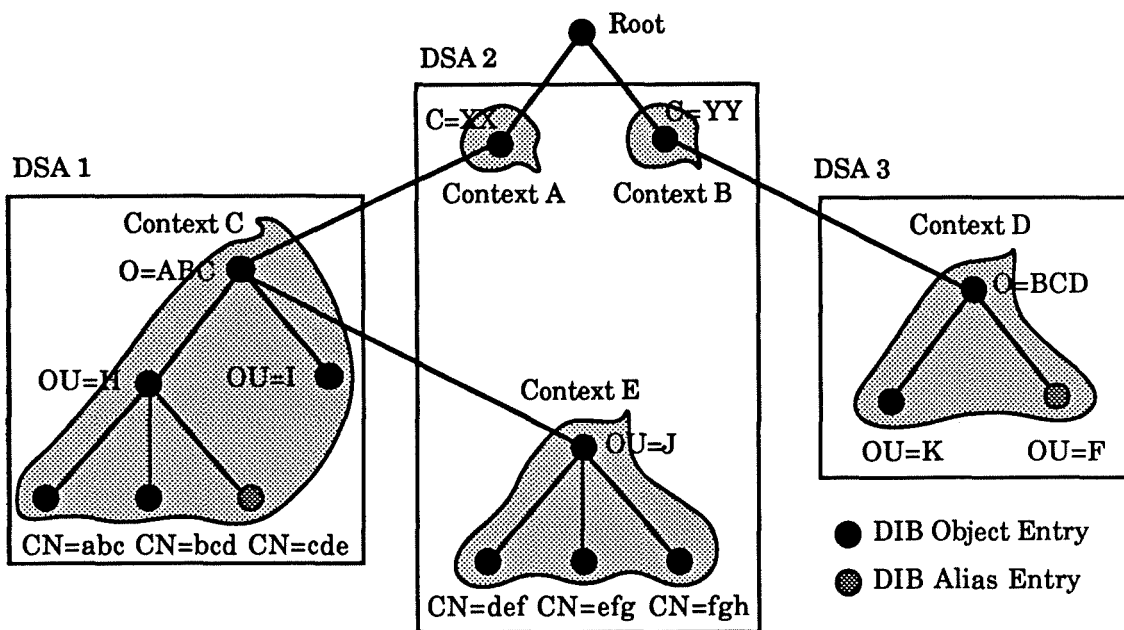 Root
DSA 2
C=XX
C=YY
DSA 1
Context A
Context B
DSA 3
Context C
Context D
O=ABC
O=BCD
OU=H
OU=I
Context E
OU=J
OU=K
OU=F
CN=abc CN=bcd CN=cde
DIB Object Entry
DIB Alias Entry
CN=def CN=efg CN=fgh